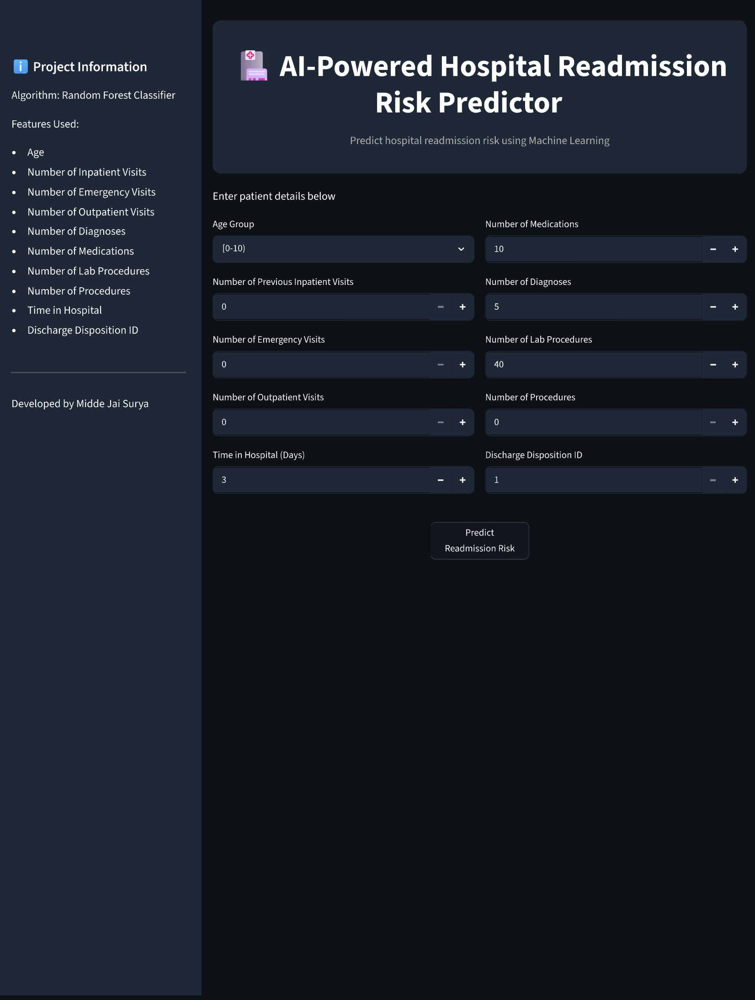 Project Information
Algorithm: Random Forest Classifier
Features Used:
• Age
• Number of Inpatient Visits
• Number of Emergency Visits
• Number of Outpatient Visits
• Number of Diagnoses
• Number of Medications
• Number of Lab Procedures
• Number of Procedures
• Time in Hospital
• Discharge Disposition ID
Developed by Midde Jai Surya
AI-Powered Hospital Readmission
Risk Predictor
Predict hospital readmission risk using Machine Learning
Enter patient details below
Age Group
[0-10)
Number of Medications
10
Number of Previous Inpatient Visits
0
Number of Diagnoses
5
Number of Emergency Visits
0
Number of Lab Procedures
40
Number of Outpatient Visits
0
Number of Procedures
0
Time in Hospital (Days)
3
Discharge Disposition ID
1
Predict
Readmission Risk